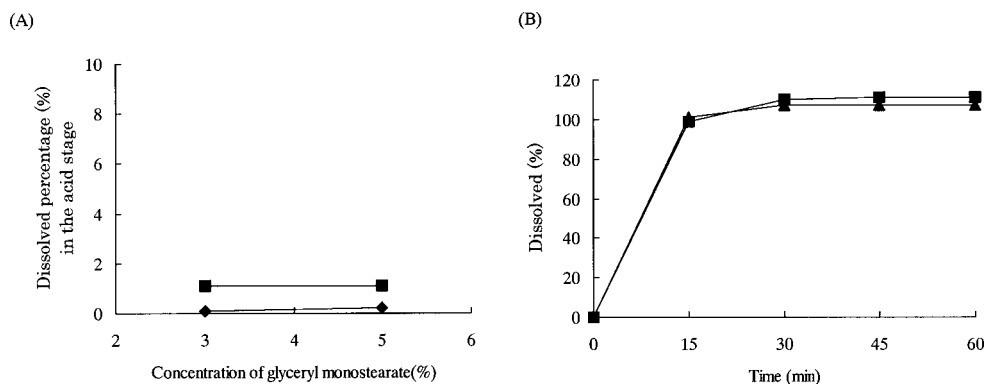 (A)
Dissolved percentage (%)
in the acid stage
10
8
6
4
2
0
2 3 4 5 6
Concentration of glyceryl monostearate(%)
(B)
Dissolved (%)
120
100
80
60
40
20
0
0 15 30 45 60
Time (min)